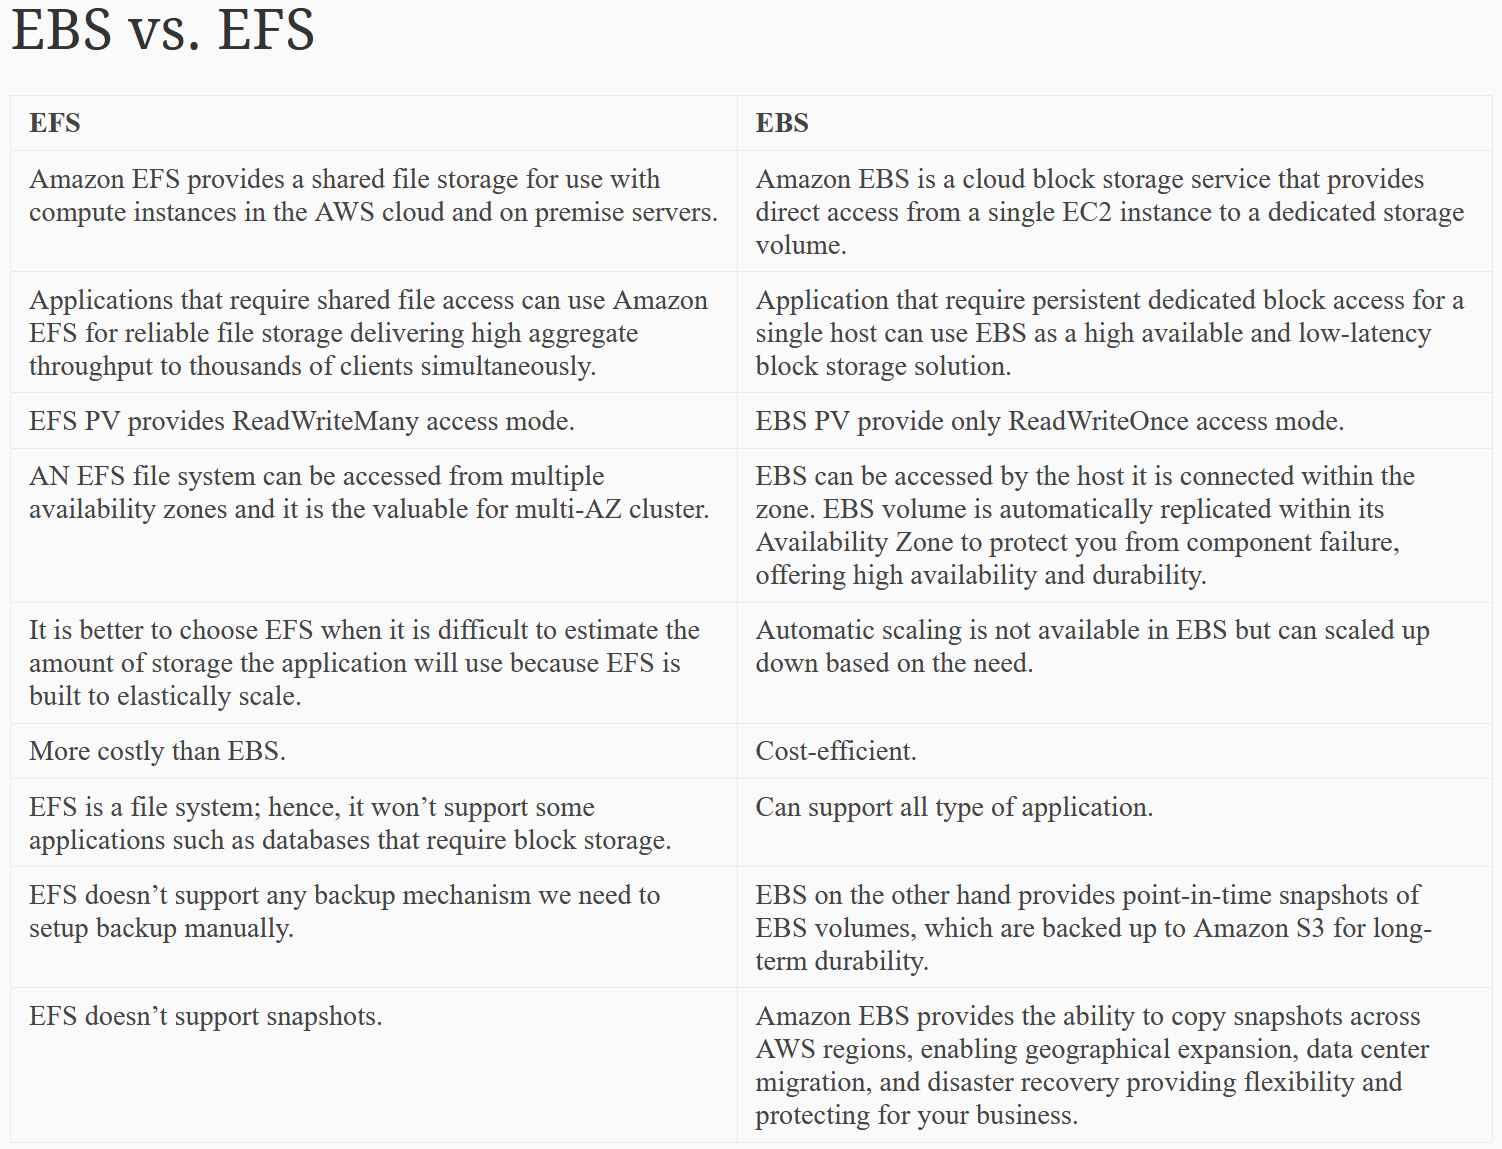 EBS vs. EFS
EFS
EBS
Amazon EFS provides a shared file storage for use with
compute instances in the AWS cloud and on premise servers.
Amazon EBS is a cloud block storage service that provides
direct access from a single EC2 instance to a dedicated storage
volume.
Applications that require shared file access can use Amazon
EFS for reliable file storage delivering high aggregate
throughput to thousands of clients simultaneously.
Application that require persistent dedicated block access for a
single host can use EBS as a high available and low-latency
block storage solution.
EFS PV provides ReadWriteMany access mode.
EBS PV provide only ReadWriteOnce access mode.
AN EFS file system can be accessed from multiple
availability zones and it is the valuable for multi-AZ cluster.
EBS can be accessed by the host it is connected within the
zone. EBS volume is automatically replicated within its
Availability Zone to protect you from component failure,
offering high availability and durability.
It is better to choose EFS when it is difficult to estimate the
amount of storage the application will use because EFS is
built to elastically scale.
Automatic scaling is not available in EBS but can scaled up
down based on the need.
More costly than EBS.
Cost-efficient.
EFS is a file system; hence, it won’t support some
applications such as databases that require block storage.
Can support all type of application.
EFS doesn’t support any backup mechanism we need to
setup backup manually.
EBS on the other hand provides point-in-time snapshots of
EBS volumes, which are backed up to Amazon S3 for long-
term durability.
EFS doesn’t support snapshots.
Amazon EBS provides the ability to copy snapshots across
AWS regions, enabling geographical expansion, data center
migration, and disaster recovery providing flexibility and
protecting for your business.